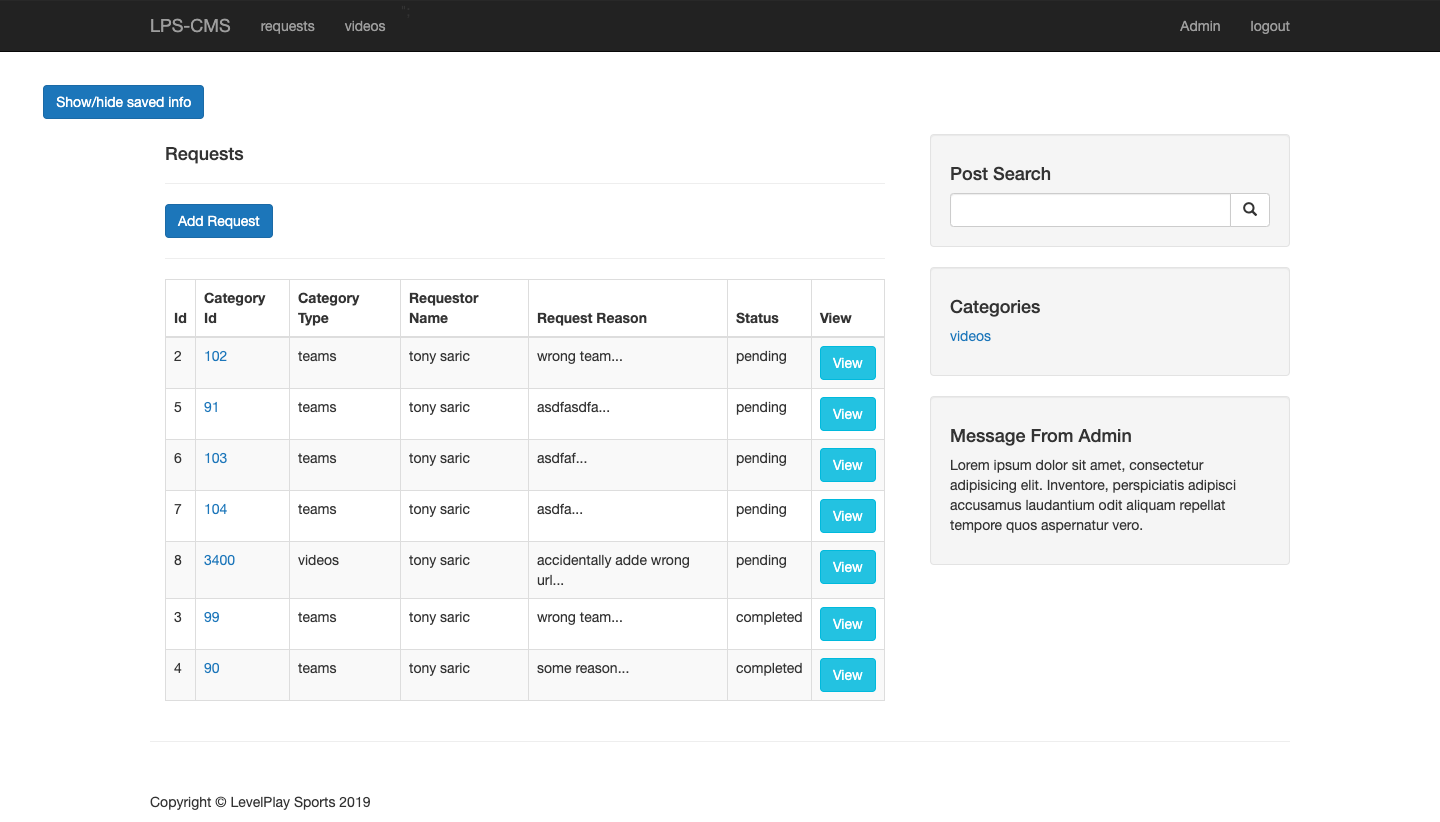 LPS-CMS requests videos Admin logout
Show/hide saved info
Requests
Add Request
Id Category Id Category Type Requestor Name Request Reason Status View
2 102 teams tony saric wrong team... pending View
5 91 teams tony saric asdfasdfa... pending View
6 103 teams tony saric asdfaf... pending View
7 104 teams tony saric asdfa... pending View
8 3400 videos tony saric accidentally adde wrong url... pending View
3 99 teams tony saric wrong team... completed View
4 90 teams tony saric some reason... completed View
Post Search
Categories
videos
Message From Admin
Lorem ipsum dolor sit amet, consectetur
adipisicing elit. Inventore, perspiciatis adipisci
accusamus laudantium odit aliquam repellat
tempore quos aspernatur vero.
Copyright © LevelPlay Sports 2019